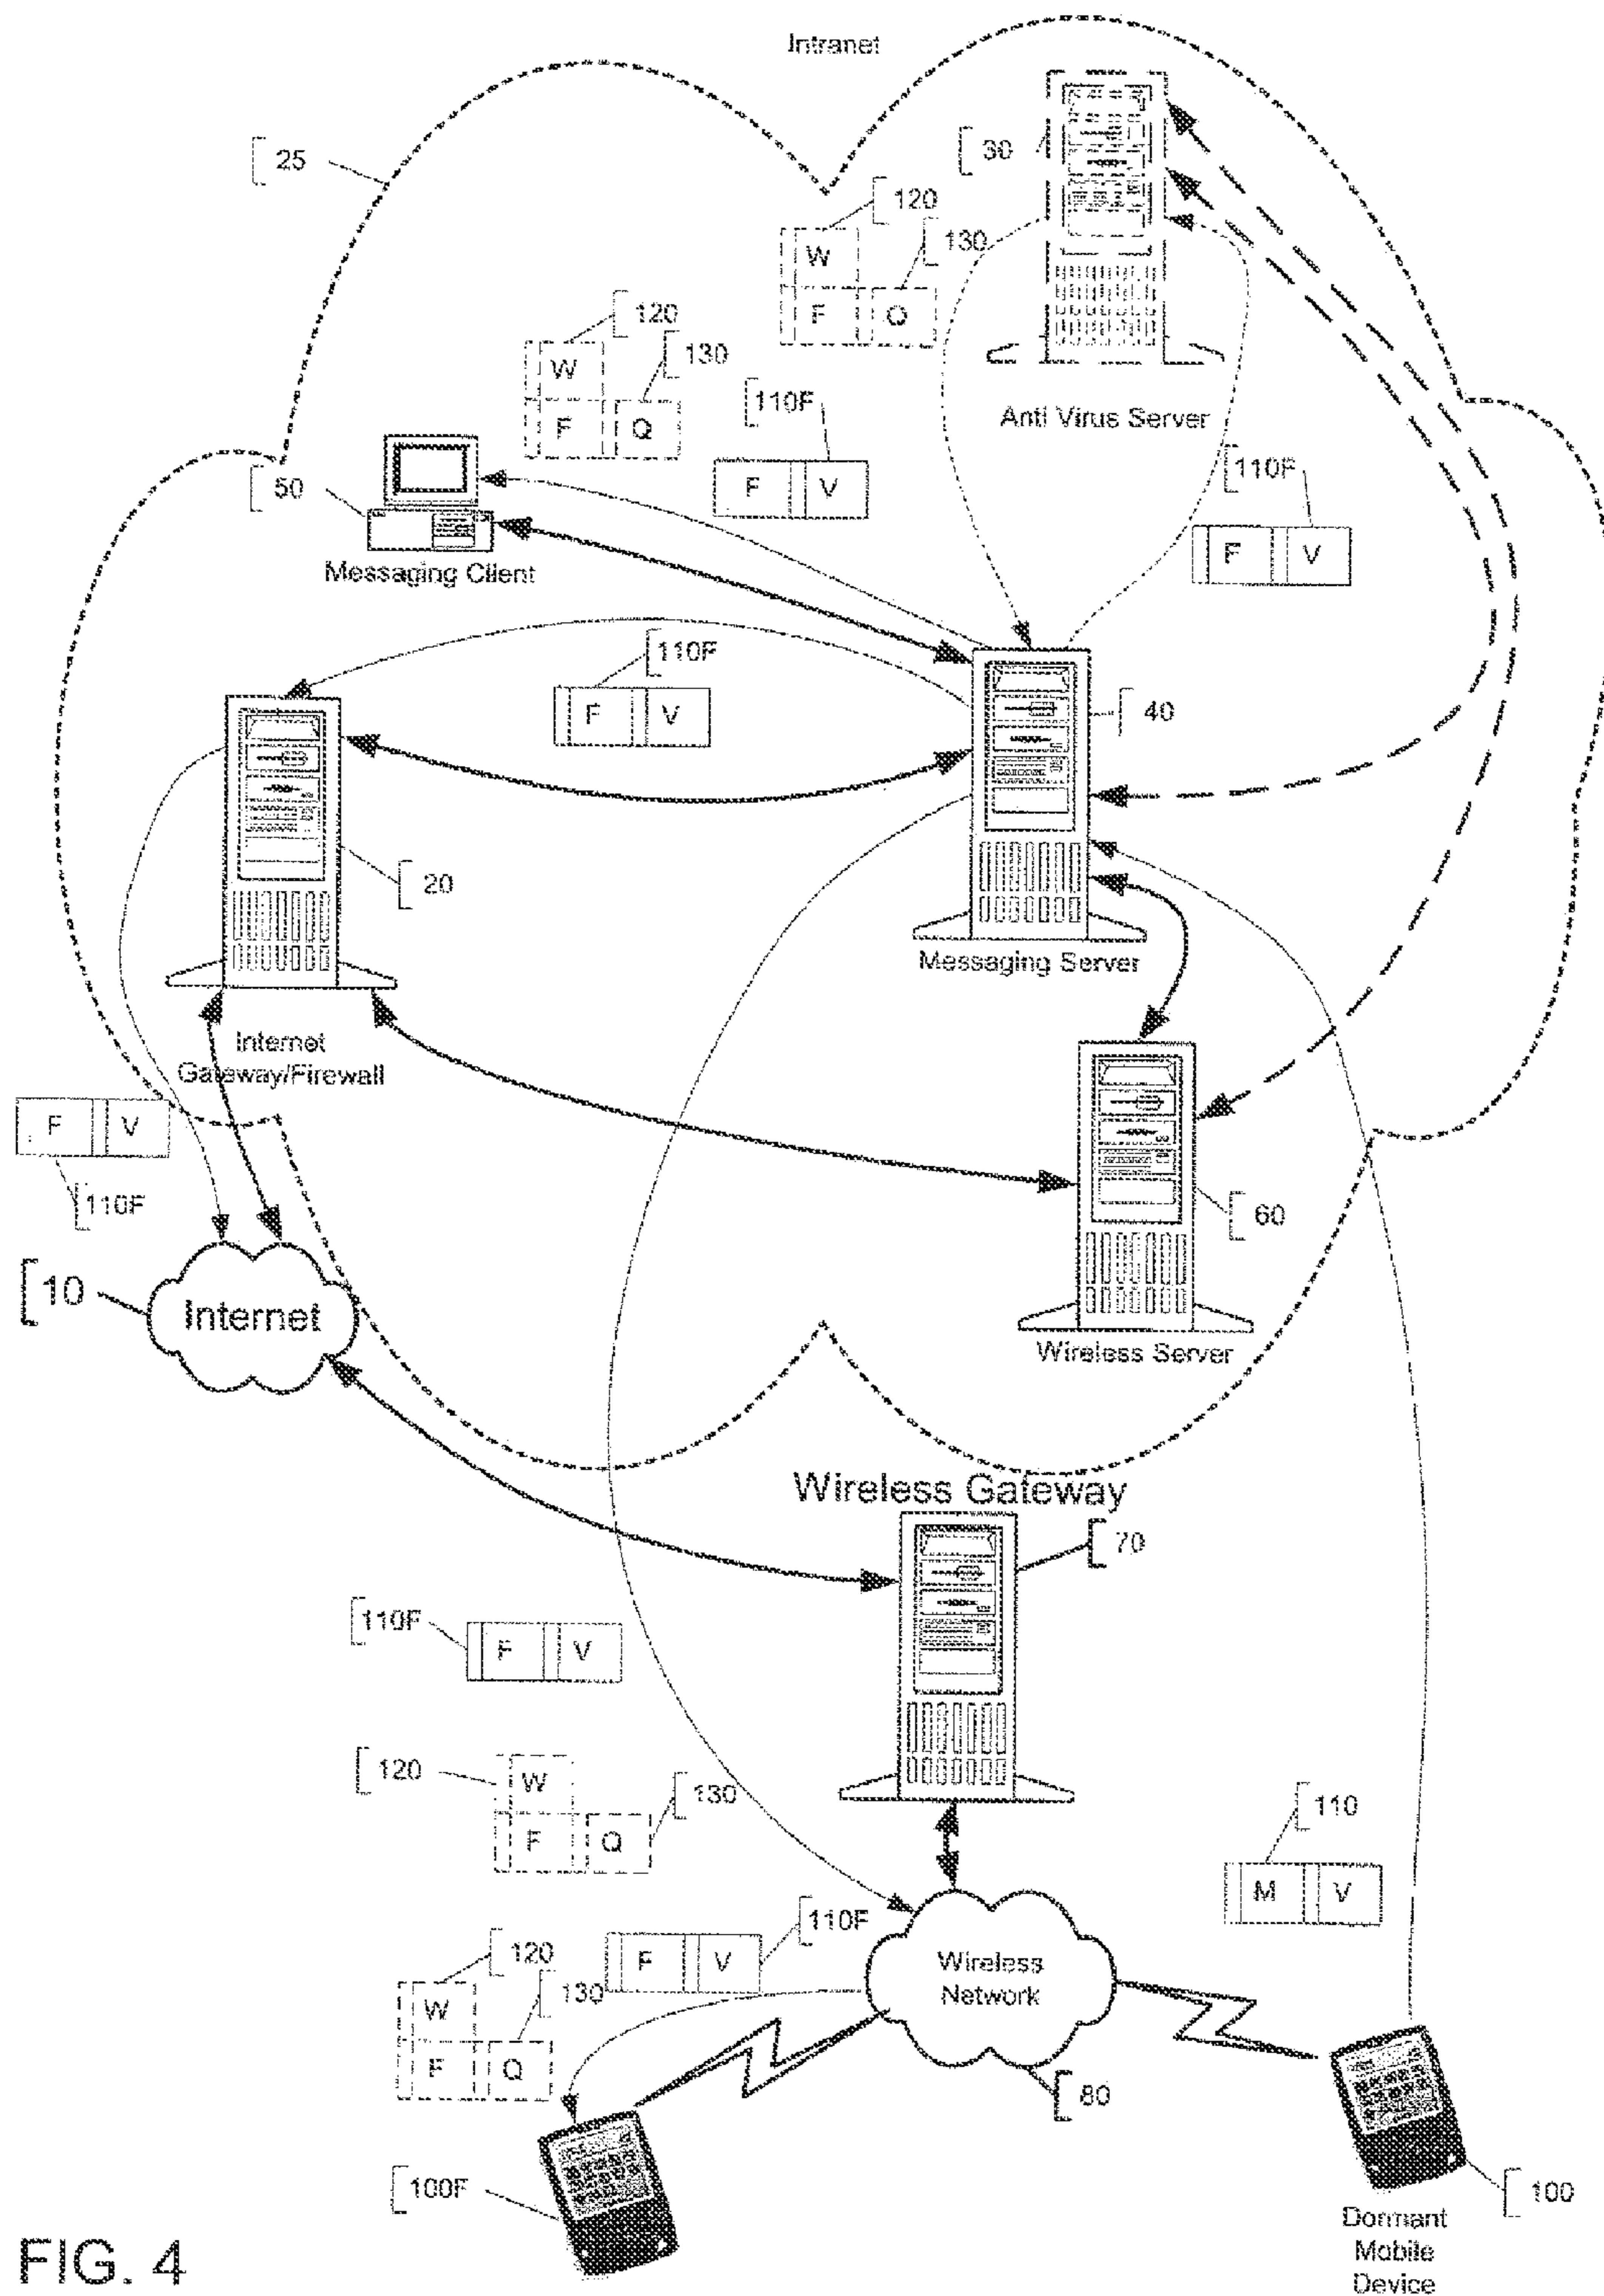 Intranet
25
30
120
W
130
F
Q
120
W
130
F
Q
110F
F
V
Anti Virus Server
110F
F
V
50
Messaging Client
110F
F
V
40
20
Messaging Server
Internet
Gateway/Firewall
F
V
110F
60
10
Internet
Wireless Server
Wireless Gateway
70
110F
F
V
120
W
130
F
Q
110
M
V
110F
F
V
120
W
130
F
Q
Wireless
Network
80
100F
100
Dormant
Mobile
Device
FIG. 4